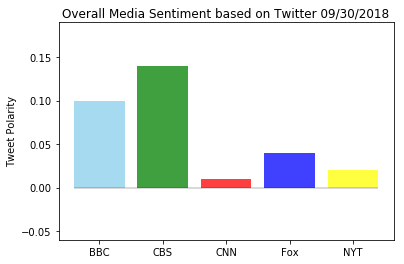 Overall Media Sentiment based on Twitter 09/30/2018
Tweet Polarity
0.15
0.10
0.05
0.00
−0.05
BBC CBS CNN Fox NYT